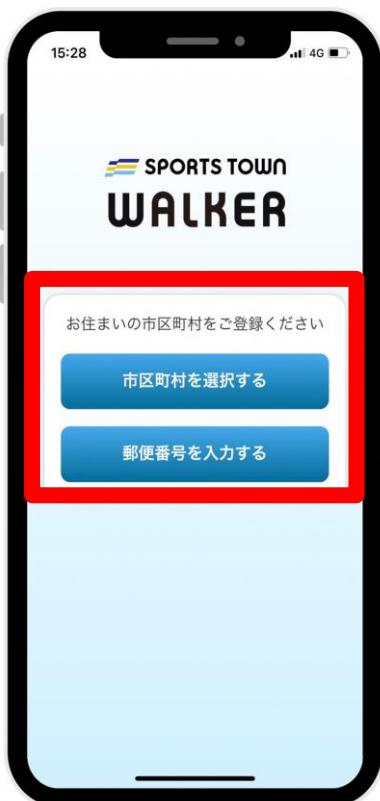 15:28
4G
SPORTS TOWN
WALKER
お住まいの市区町村をご登録ください
市区町村を選択する
郵便番号を入力する